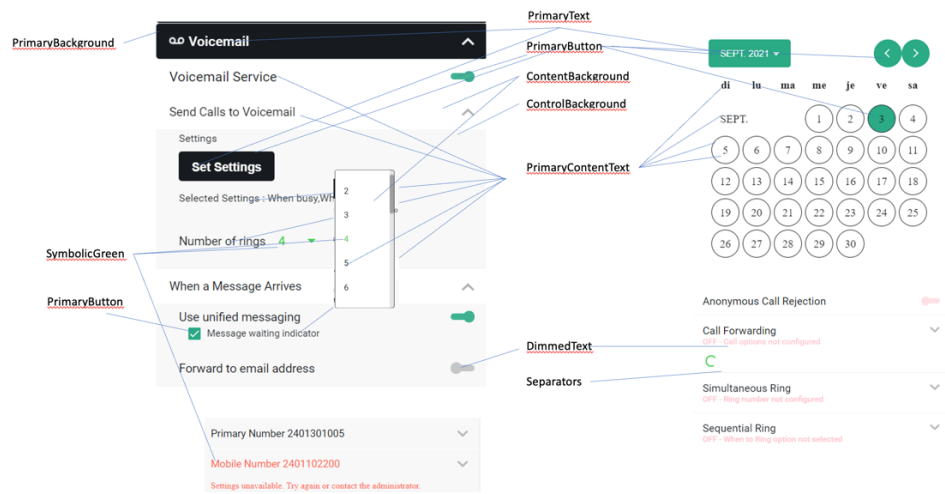 PrimaryText
PrimaryBackground
Voicemail
PrimaryButton
SEPT. 2021
Voicemail Service
ContentBackground
di lu ma me je ve sa
Send Calls to Voicemail
ControlBackground
SEPT. 1 2 3 4
Settings
Set Settings
PrimaryContentText
5 6 7 8 9 10 11
12 13 14 15 16 17 18
19 20 21 22 23 24 25
26 27 28 29 30
Selected Settings : When busy,Wh
2
3
4
5
6
Number of rings 4
SymbolicGreen
When a Message Arrives
PrimaryButton
Use unified messaging
Message waiting indicator
Anonymous Call Rejection
Call Forwarding
OFF - Call options not configured
DimmedText
Forward to email address
Separators
Simultaneous Ring
OFF - Ring number not configured
Sequential Ring
OFF - When to Ring option not selected
Primary Number 2401301005
Mobile Number 2401102200
Settings unavailable. Try again or contact the administrator.